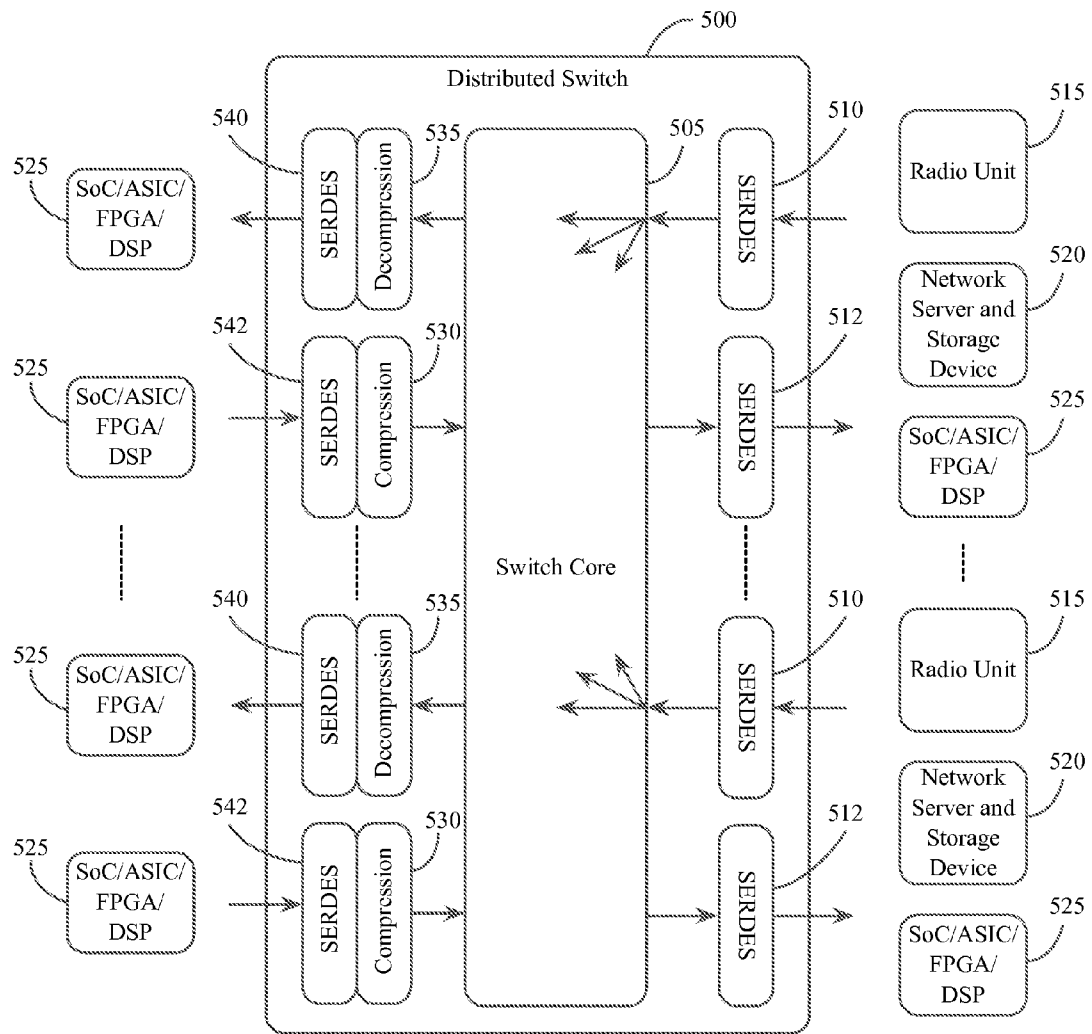 500
Distributed Switch
540
535
505
510
515
525
SoC/ASIC/
FPGA/
DSP
SERDES
Decompression
SERDES
Radio Unit
520
Network
Server and
Storage
Device
542
530
512
525
SoC/ASIC/
FPGA/
DSP
SERDES
Compression
SERDES
525
SoC/ASIC/
FPGA/
DSP
Switch Core
540
535
510
515
525
SoC/ASIC/
FPGA/
DSP
SERDES
Decompression
SERDES
Radio Unit
520
Network
Server and
Storage
Device
542
530
512
525
SoC/ASIC/
FPGA/
DSP
SERDES
Compression
SERDES
525
SoC/ASIC/
FPGA/
DSP